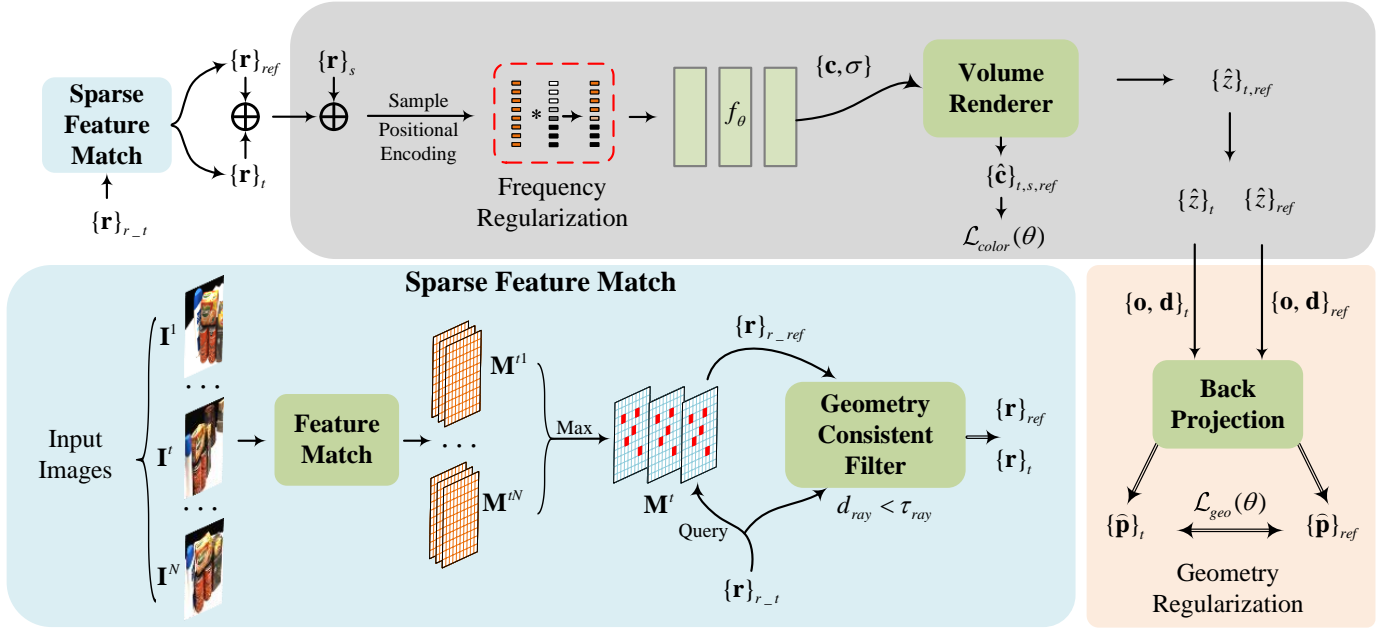 Sparse
Feature
Match
{r}_{r_t}
{r}_{ref}
{r}_t
{r}_s
Sample
Positional
Encoding
*
Frequency
Regularization
f_θ
{c, σ}
Volume
Renderer
{ĉ}_{t,s,ref}
ℒ_{color}(θ)
{ẑ}_{t,ref}
{ẑ}_t {ẑ}_{ref}
Sparse Feature Match
Input
Images
I^1
. . .
I^t
. . .
I^N
Feature
Match
M^{t1}
. . .
M^{tN}
Max
M^t
{r}_{r_ref}
Query
{r}_{r_t}
Geometry
Consistent
Filter
d_{ray} < τ_{ray}
{r}_{ref}
{r}_t
{o, d}_t {o, d}_{ref}
Back
Projection
{p̂}_t ℒ_{geo}(θ) {p̂}_{ref}
Geometry
Regularization